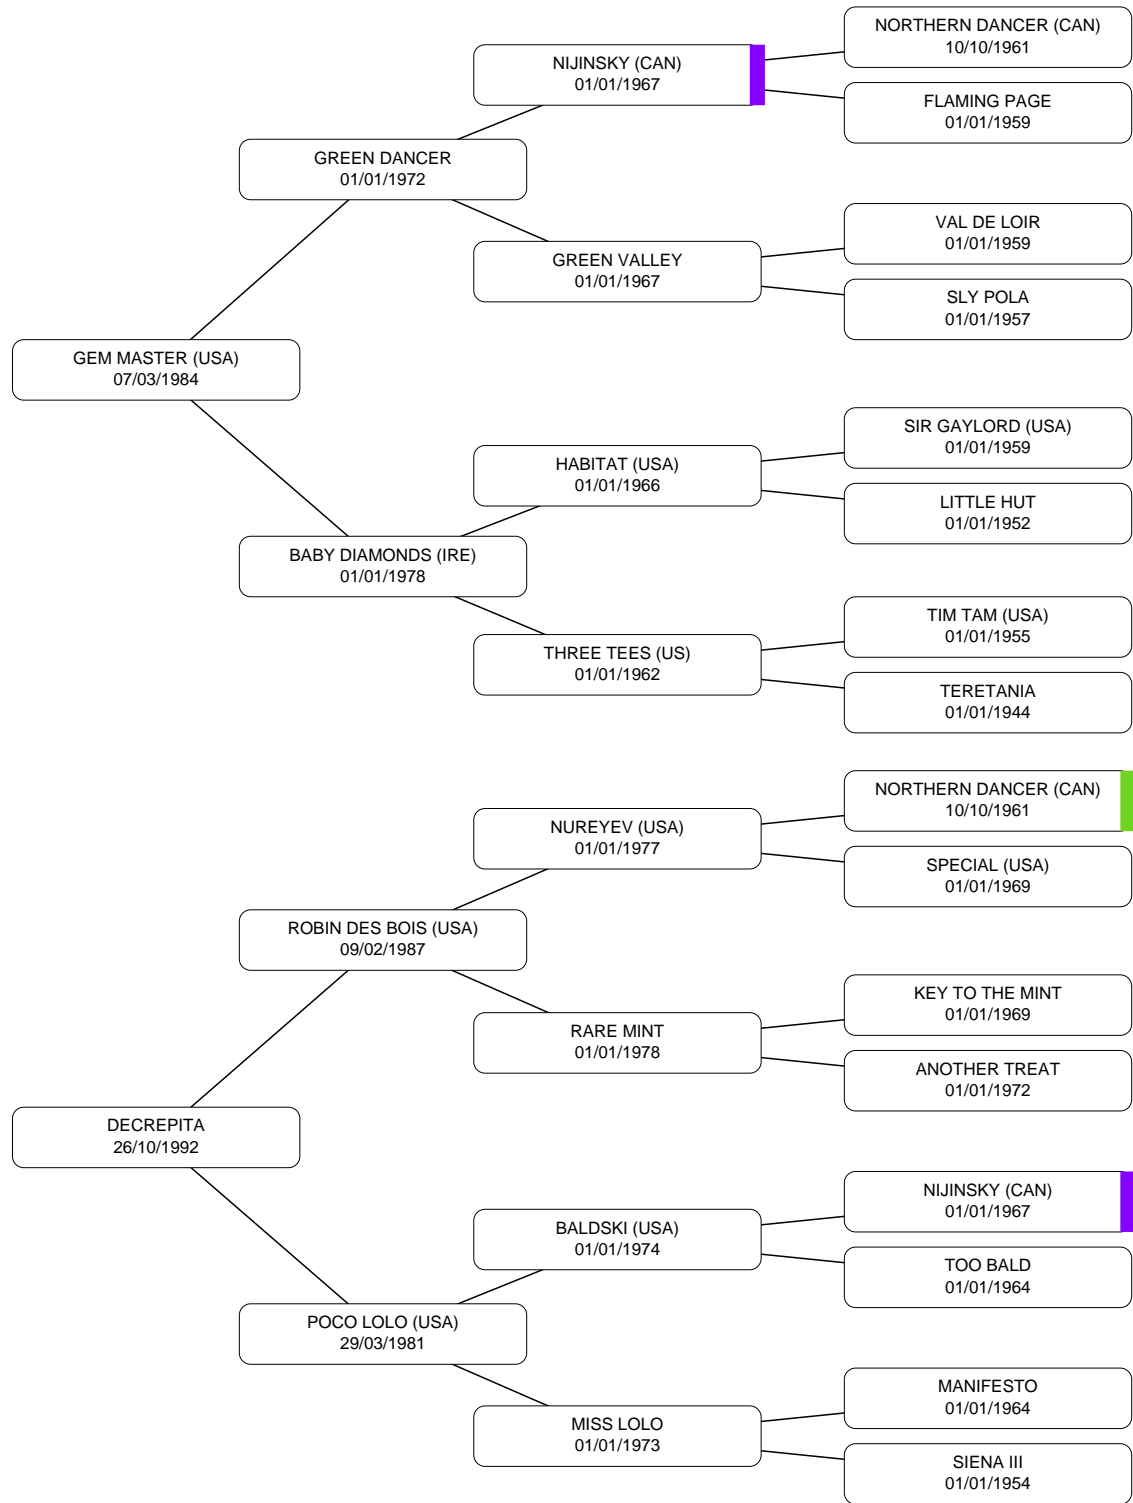 NORTHERN DANCER (CAN)
10/10/1961
NIJINSKY (CAN)
01/01/1967
FLAMING PAGE
01/01/1959
GREEN DANCER
01/01/1972
VAL DE LOIR
01/01/1959
GREEN VALLEY
01/01/1967
SLY POLA
01/01/1957
GEM MASTER (USA)
07/03/1984
SIR GAYLORD (USA)
01/01/1959
HABITAT (USA)
01/01/1966
LITTLE HUT
01/01/1952
BABY DIAMONDS (IRE)
01/01/1978
TIM TAM (USA)
01/01/1955
THREE TEES (US)
01/01/1962
TERETANIA
01/01/1944
NORTHERN DANCER (CAN)
10/10/1961
NUREYEV (USA)
01/01/1977
SPECIAL (USA)
01/01/1969
ROBIN DES BOIS (USA)
09/02/1987
KEY TO THE MINT
01/01/1969
RARE MINT
01/01/1978
ANOTHER TREAT
01/01/1972
DECREPITA
26/10/1992
NIJINSKY (CAN)
01/01/1967
BALDSKI (USA)
01/01/1974
TOO BALD
01/01/1964
POCO LOLO (USA)
29/03/1981
MANIFESTO
01/01/1964
MISS LOLO
01/01/1973
SIENA III
01/01/1954